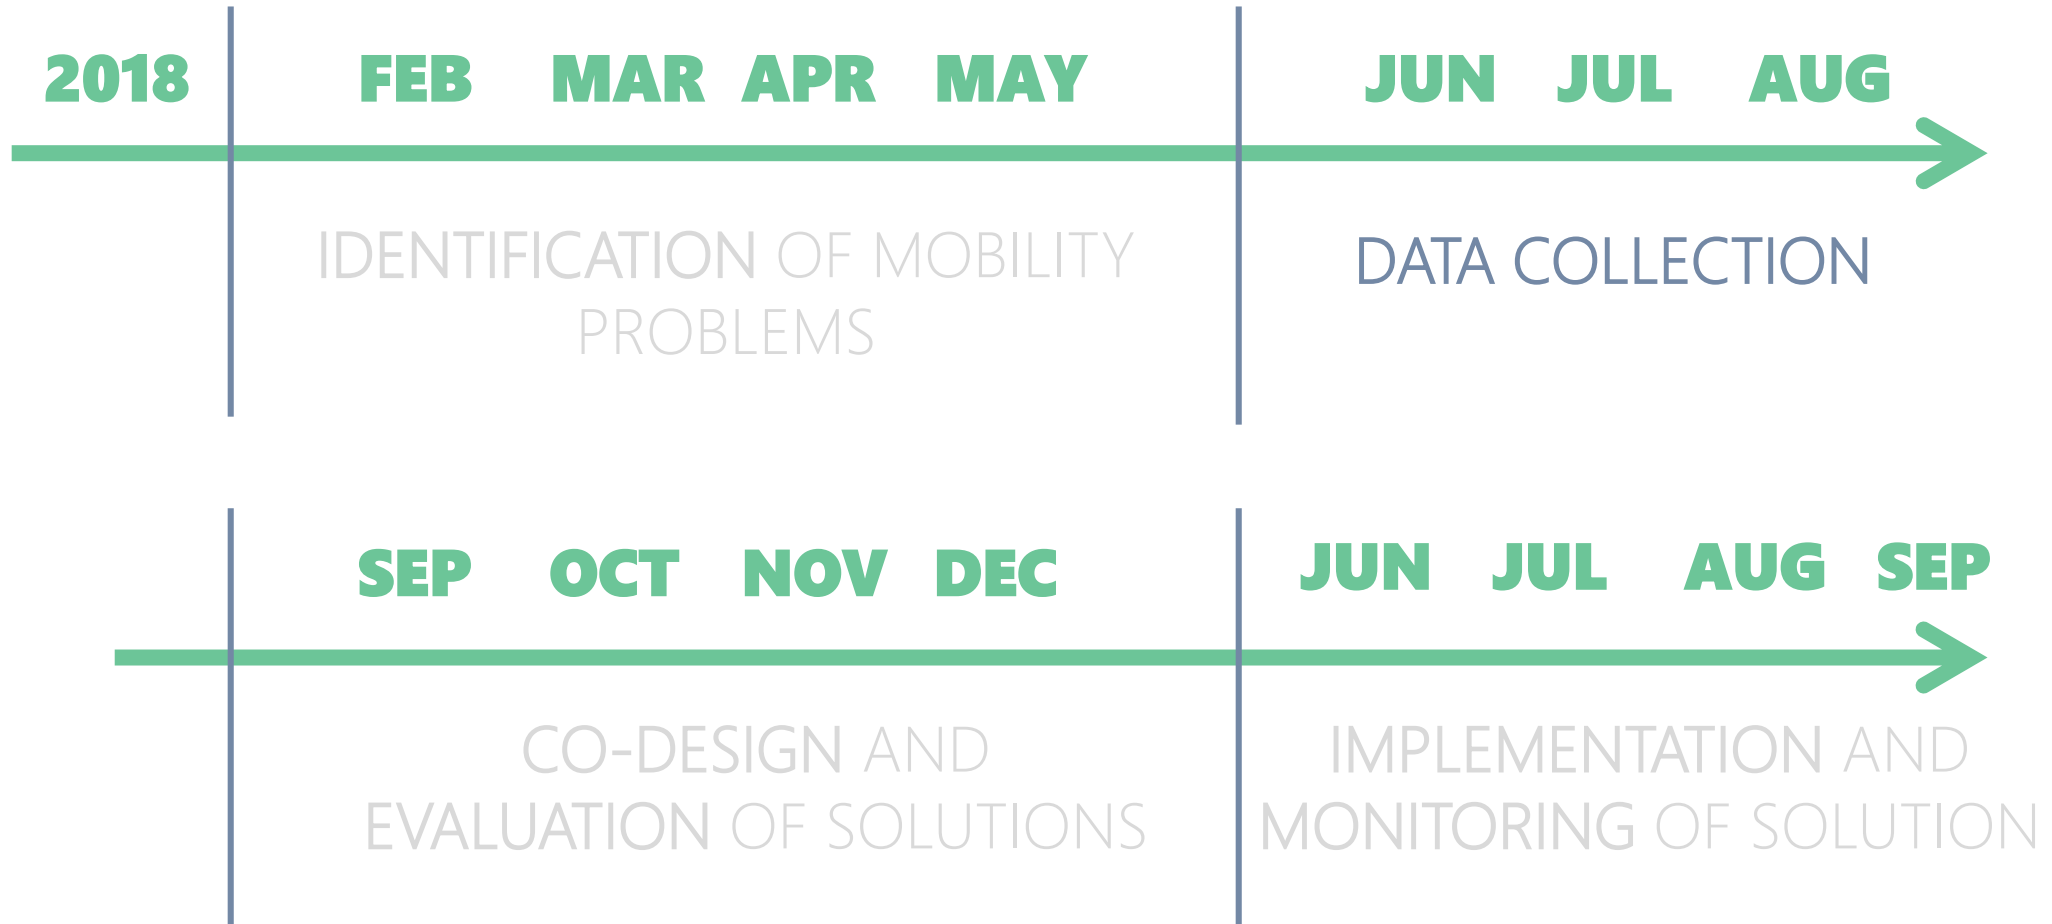 2018 FEB MAR APR MAY JUN JUL AUG
IDENTIFICATION OF MOBILITY
PROBLEMS
DATA COLLECTION
SEP OCT NOV DEC JUN JUL AUG SEP
CO-DESIGN AND
EVALUATION OF SOLUTIONS
IMPLEMENTATION AND
MONITORING OF SOLUTION